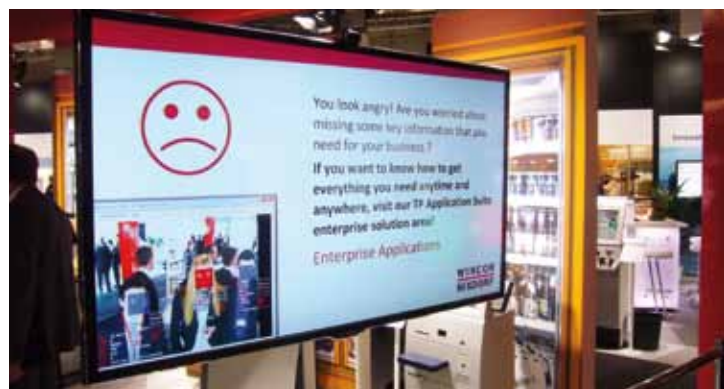 You look angry! Are you worried about
missing some key information that you
need for your business ?
If you want to know how to get
everything you need anytime and
anywhere, visit our TP Application Suite
enterprise solution area!
Enterprise Applications
WINCOR
NIXDORF